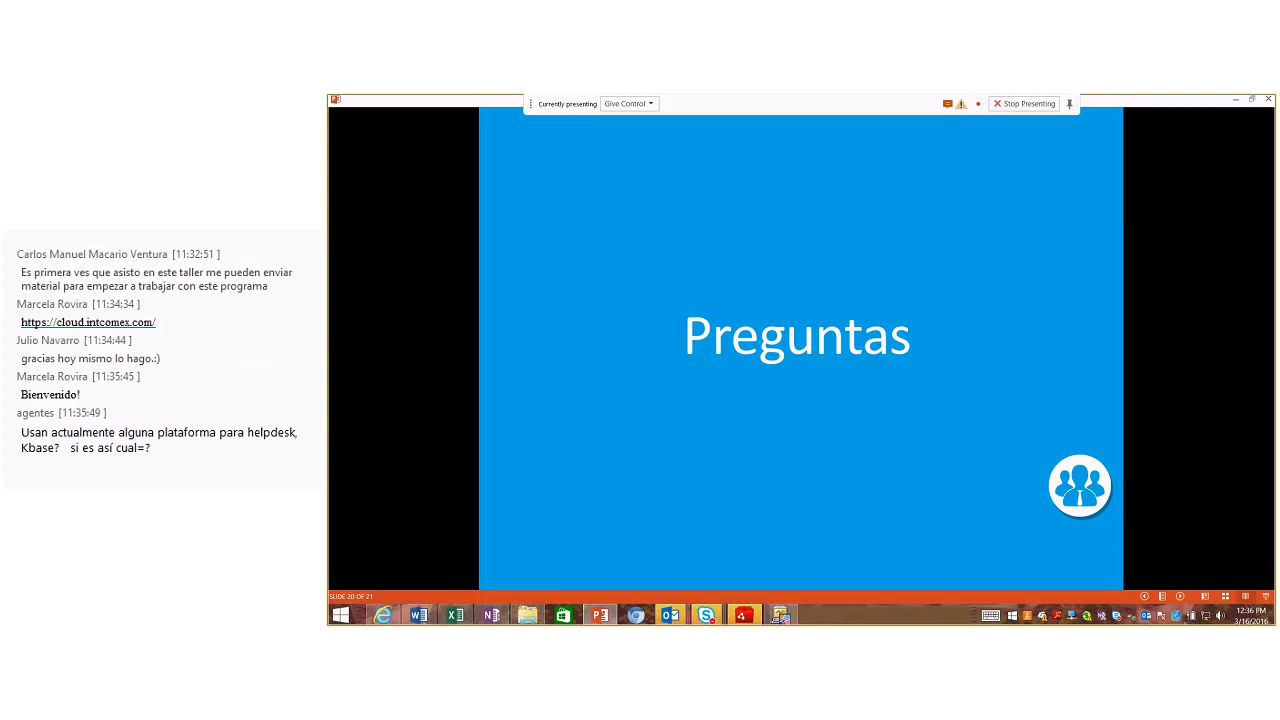 Carlos Manuel Macario Ventura [11:32:51 ]
Es primera ves que asisto en este taller me pueden enviar
material para empezar a trabajar con este programa
Marcela Rovira [11:34:34 ]
https://cloud.intcomex.com/
Julio Navarro [11:34:44 ]
gracias hoy mismo lo hago.:)
Marcela Rovira [11:35:45 ]
Bienvenido!
agentes [11:35:49 ]
Usan actualmente alguna plataforma para helpdesk,
Kbase? si es así cual=?
Currently presenting Give Control
Stop Presenting
Preguntas
SLIDE 20 OF 21
12:36 PM
3/16/2016